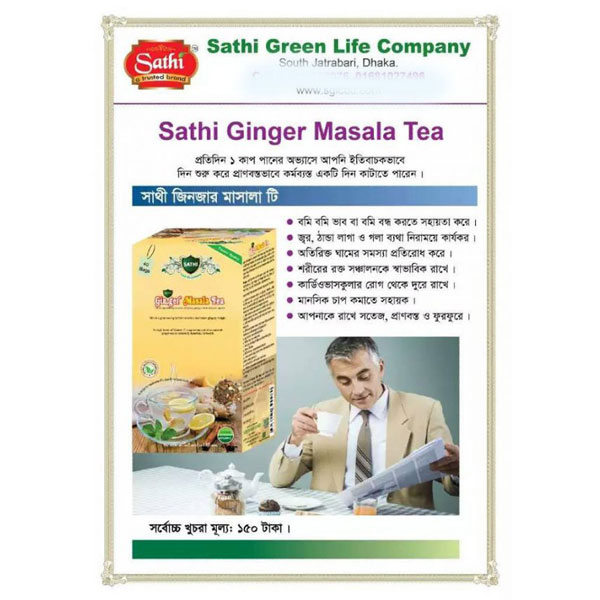 Sathi
a trusted brand
Sathi Green Life Company
South Jatrabari, Dhaka.
Sathi Ginger Masala Tea
প্রতিদিন ১ কাপ পানের অভ্যাসে আপনি ইতিবাচকভাবে
দিন শুরু করে প্রাণবন্তভাবে কর্মব্যস্ত একটি দিন কাটাতে পারেন ।
সাথী জিনজার মাসালা টি
বমি বমি ভাব বা বমি বন্ধ করতে সহায়তা করে ।
জ্বর, ঠান্ডা লাগা ও গলা ব্যথা নিরাময়ে কার্যকর ।
অতিরিক্ত ঘামের সমস্যা প্রতিরোধ করে ।
শরীরের রক্ত সঞ্চালনকে স্বাভাবিক রাখে ।
কার্ডিওভাসকুলার রোগ থেকে দুরে রাখে ।
মানসিক চাপ কমাতে সহায়ক ।
আপনাকে রাখে সতেজ, প্রাণবন্ত ও ফুরফুরে ।
40
Bags
SATHI
Ginger Masala Tea
সর্বোচ্চ খুচরা মূল্য: ১৫০ টাকা ।